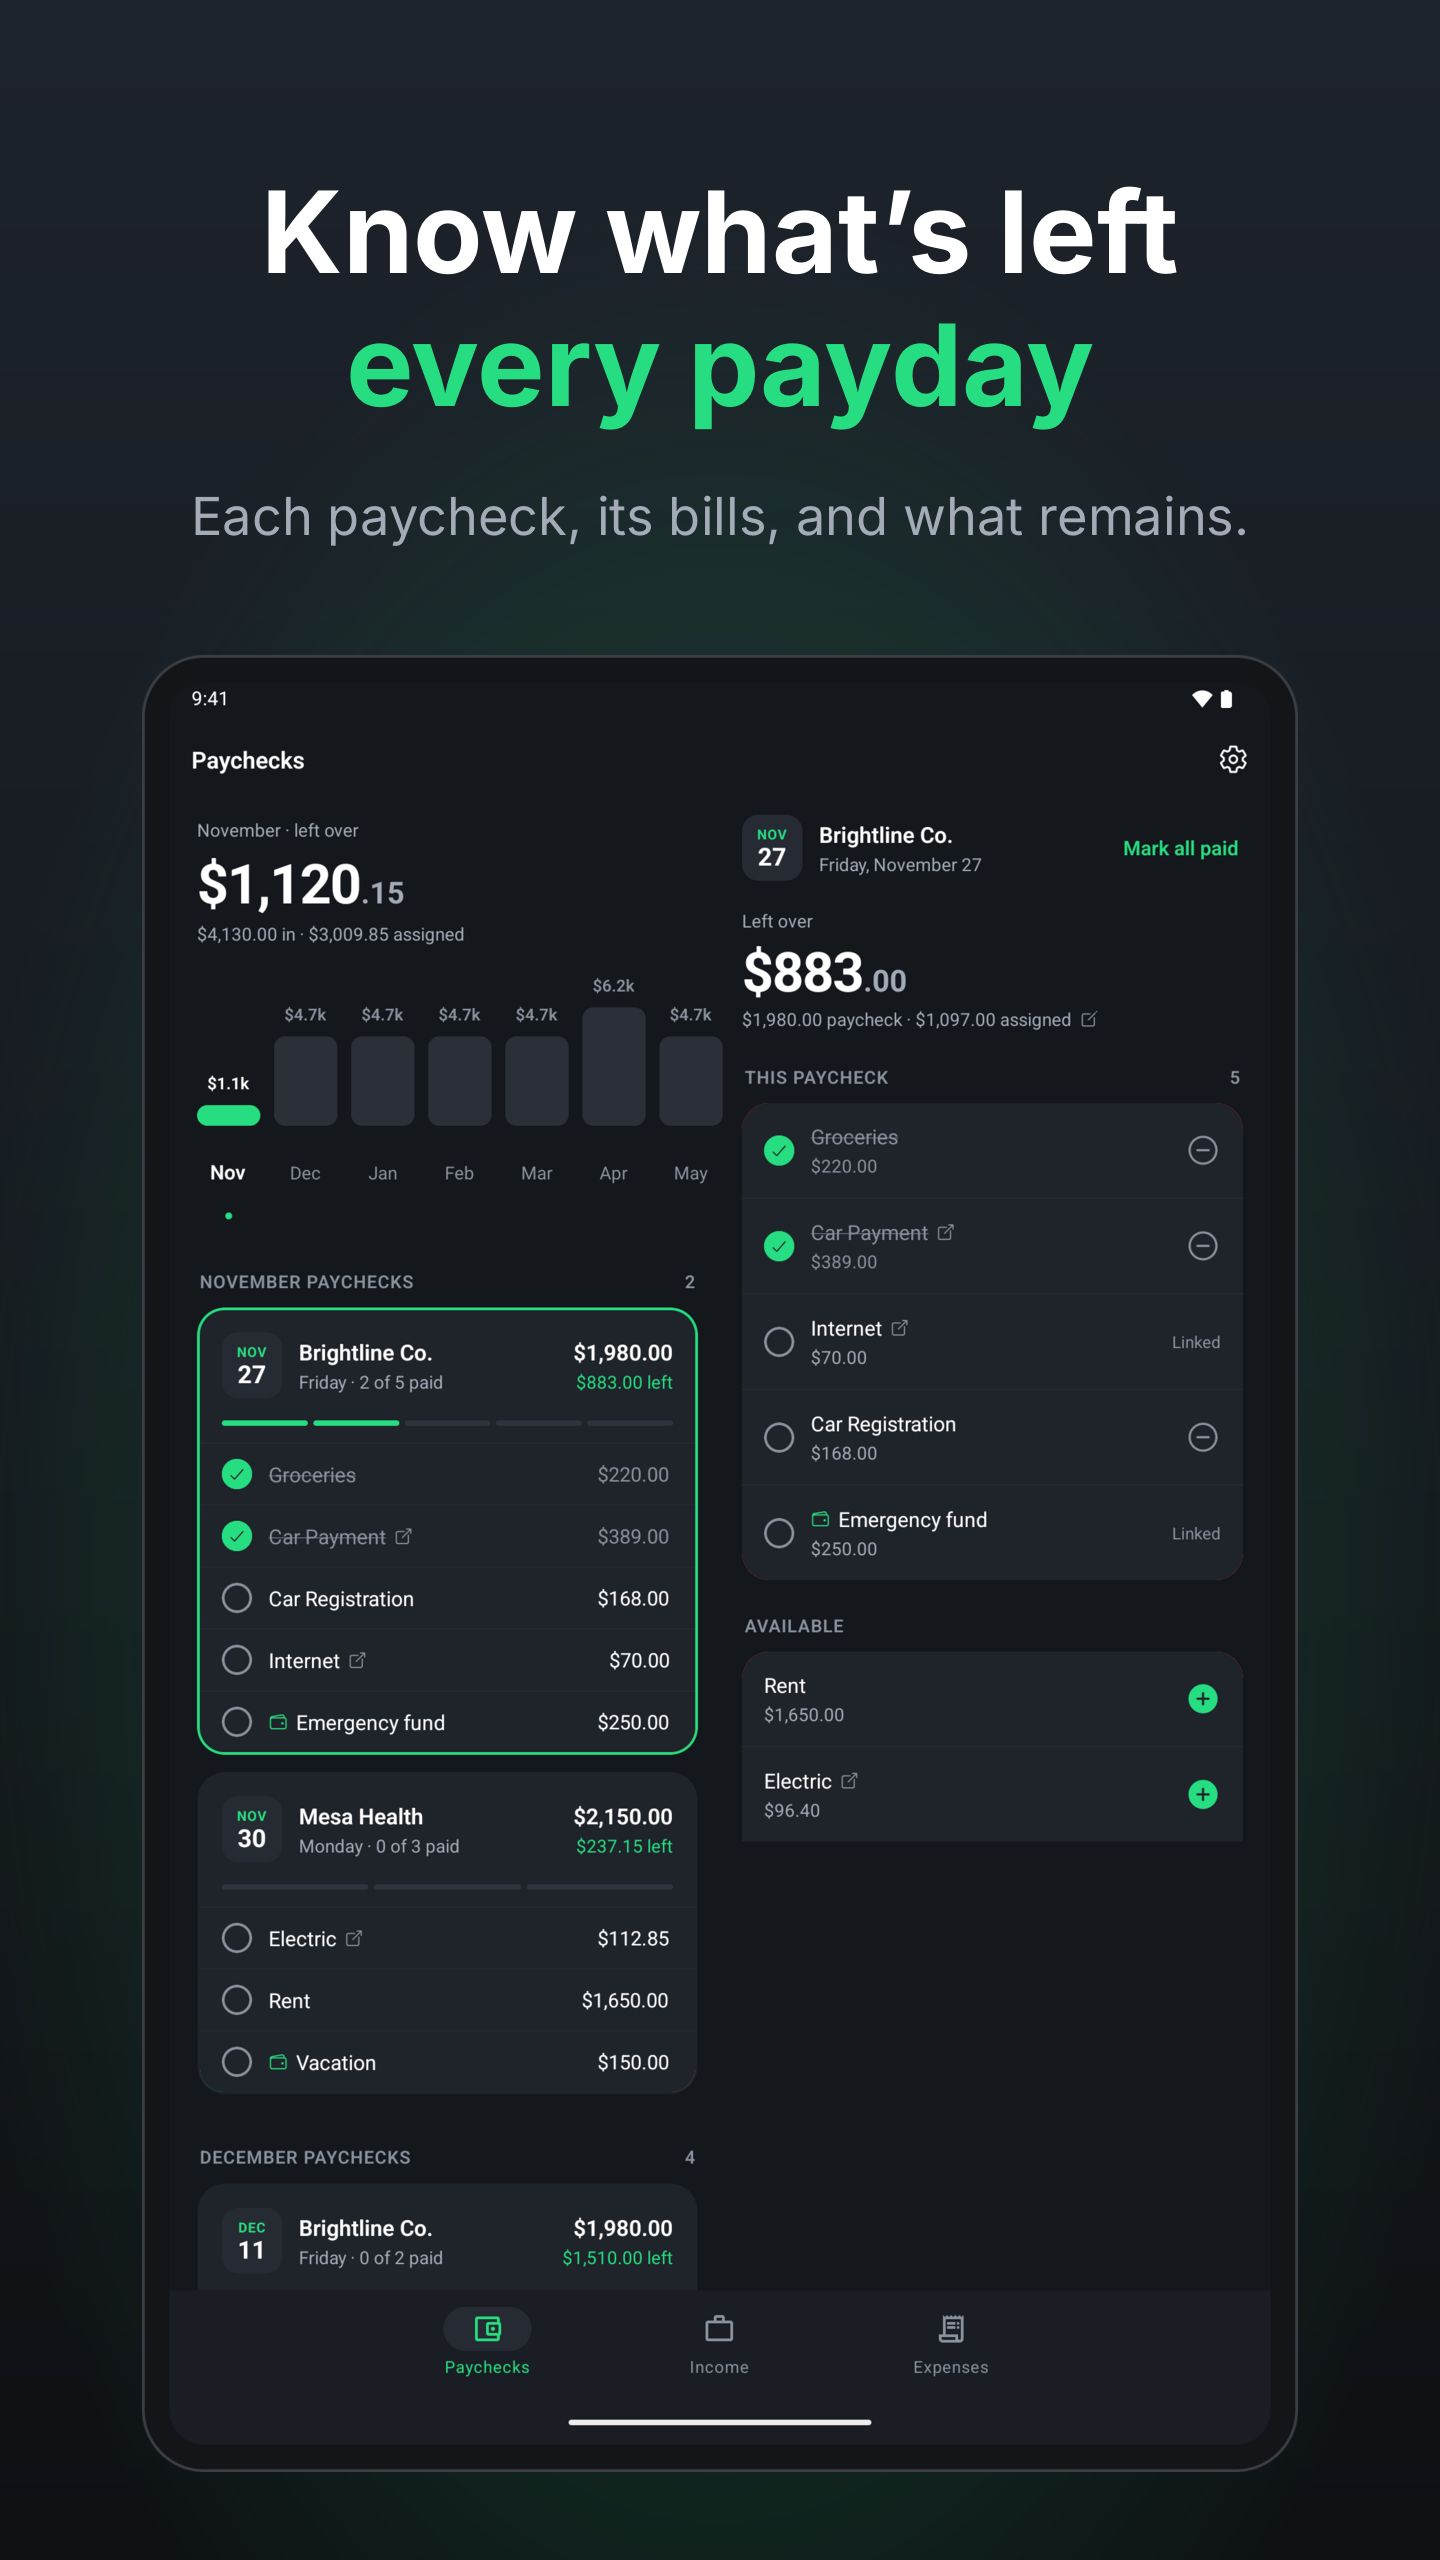 Know what’s left
every payday
Each paycheck, its bills, and what remains.
9:41
Paychecks
November · left over
$1,120.15
$4,130.00 in · $3,009.85 assigned
$1.1k
$4.7k
$4.7k
$4.7k
$4.7k
$6.2k
$4.7k
Nov
Dec
Jan
Feb
Mar
Apr
May
NOVEMBER PAYCHECKS 2
NOV
27
Brightline Co. $1,980.00
Friday · 2 of 5 paid $883.00 left
Groceries $220.00
Car Payment $389.00
Car Registration $168.00
Internet $70.00
Emergency fund $250.00
NOV
30
Mesa Health $2,150.00
Monday · 0 of 3 paid $237.15 left
Electric $112.85
Rent $1,650.00
Vacation $150.00
DECEMBER PAYCHECKS 4
DEC
11
Brightline Co. $1,980.00
Friday · 0 of 2 paid $1,510.00 left
NOV
27
Brightline Co.
Friday, November 27
Mark all paid
Left over
$883.00
$1,980.00 paycheck · $1,097.00 assigned
THIS PAYCHECK 5
Groceries
$220.00
Car Payment
$389.00
Internet
$70.00
Linked
Car Registration
$168.00
Emergency fund
$250.00
Linked
AVAILABLE
Rent
$1,650.00
Electric
$96.40
Paychecks
Income
Expenses